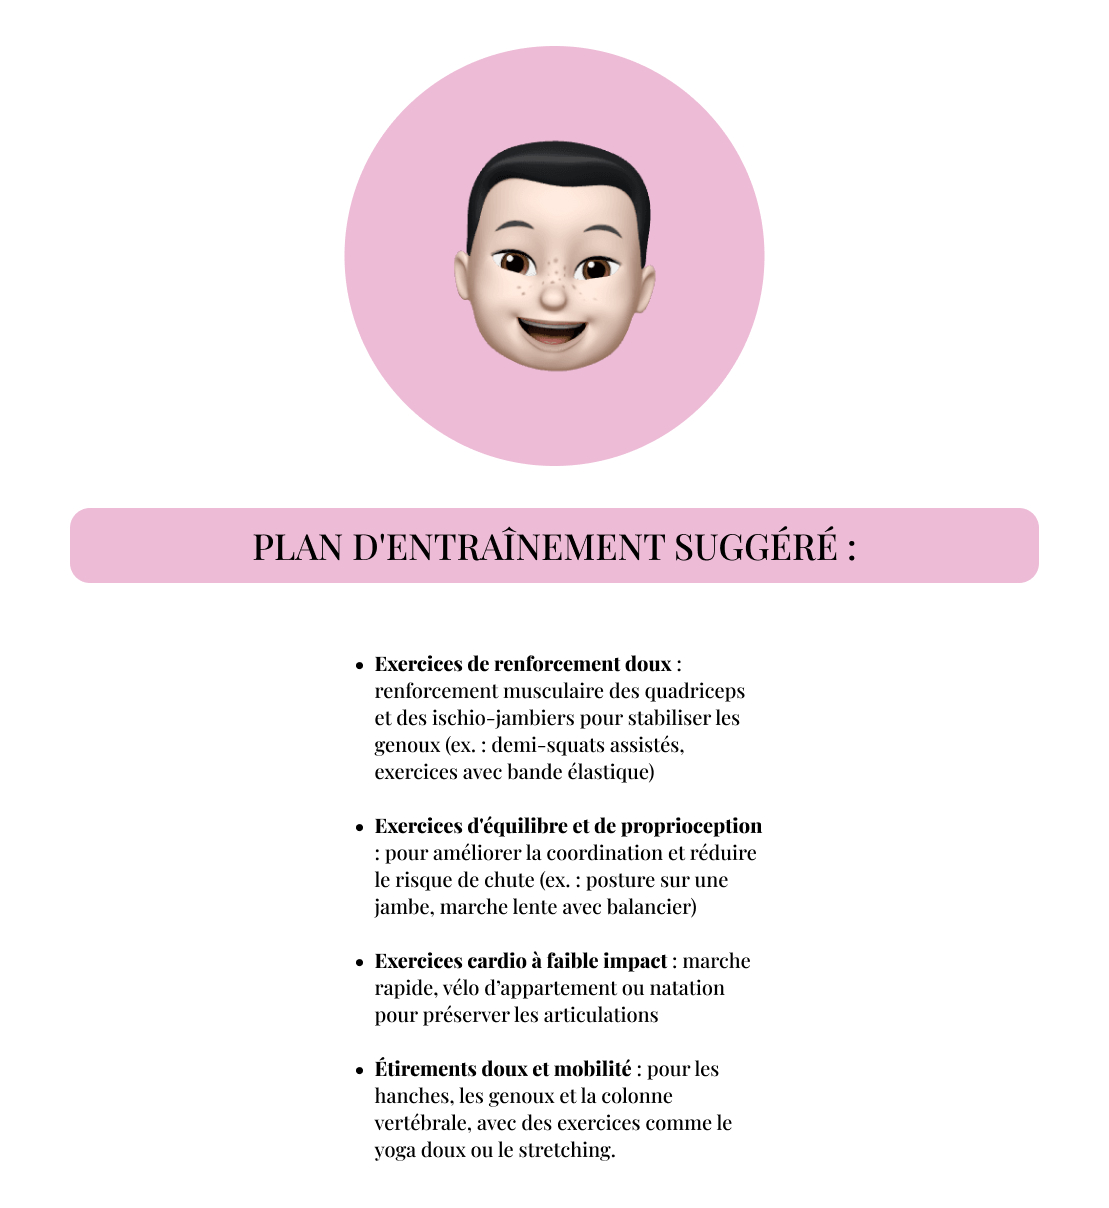 PLAN D'ENTRAÎNEMENT SUGGÉRÉ :
• Exercices de renforcement doux :
renforcement musculaire des quadriceps
et des ischio-jambiers pour stabiliser les
genoux (ex. : demi-squats assistés,
exercices avec bande élastique)
• Exercices d'équilibre et de proprioception
: pour améliorer la coordination et réduire
le risque de chute (ex. : posture sur une
jambe, marche lente avec balancier)
• Exercices cardio à faible impact : marche
rapide, vélo d’appartement ou natation
pour préserver les articulations
• Étirements doux et mobilité : pour les
hanches, les genoux et la colonne
vertébrale, avec des exercices comme le
yoga doux ou le stretching.